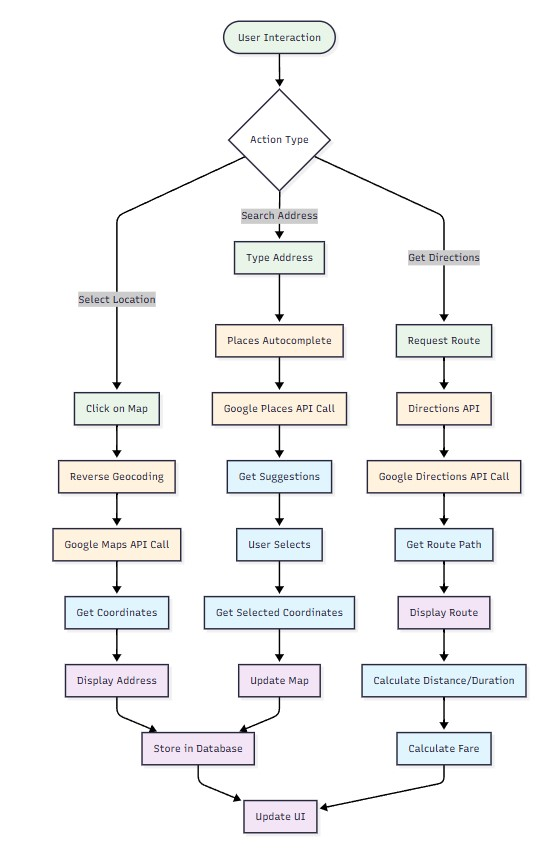 User Interaction
Action Type
Search Address
Type Address
Get Directions
Select Location
Places Autocomplete
Request Route
Click on Map
Google Places API Call
Directions API
Reverse Geocoding
Get Suggestions
Google Directions API Call
Google Maps API Call
User Selects
Get Route Path
Get Coordinates
Get Selected Coordinates
Display Route
Display Address
Update Map
Calculate Distance/Duration
Store in Database
Calculate Fare
Update UI